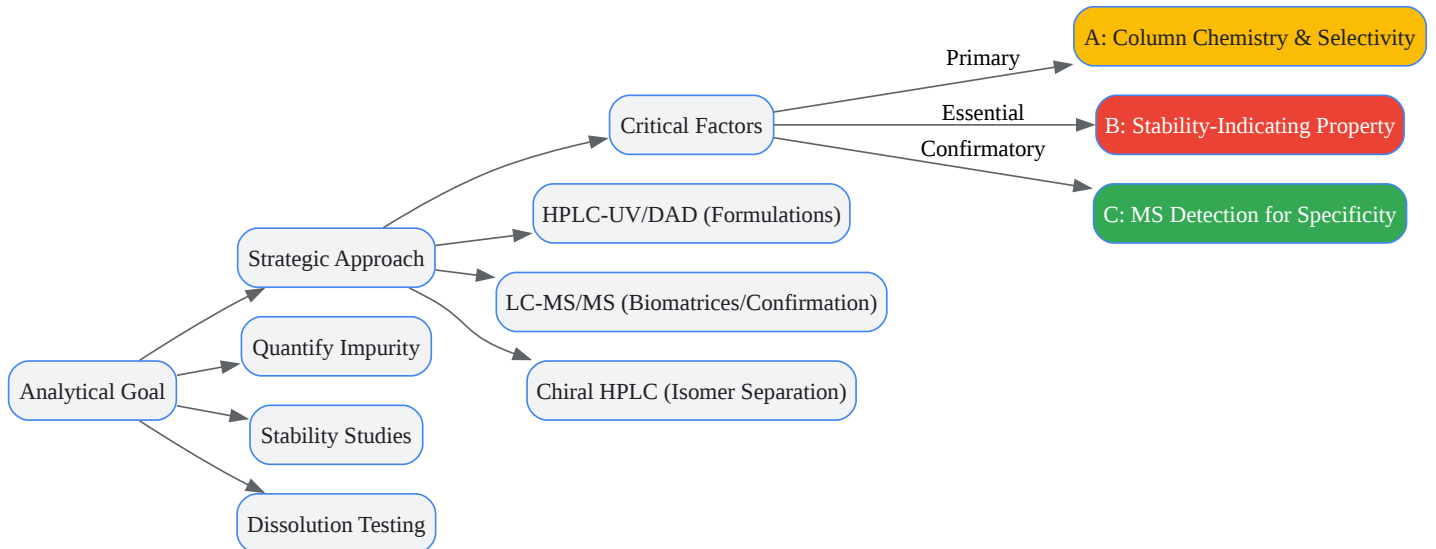 A: Column Chemistry & Selectivity
Primary
Critical Factors
Essential
B: Stability-Indicating Property
Confirmatory
C: MS Detection for Specificity
HPLC-UV/DAD (Formulations)
Strategic Approach
LC-MS/MS (Biomatrices/Confirmation)
Quantify Impurity
Analytical Goal
Chiral HPLC (Isomer Separation)
Stability Studies
Dissolution Testing